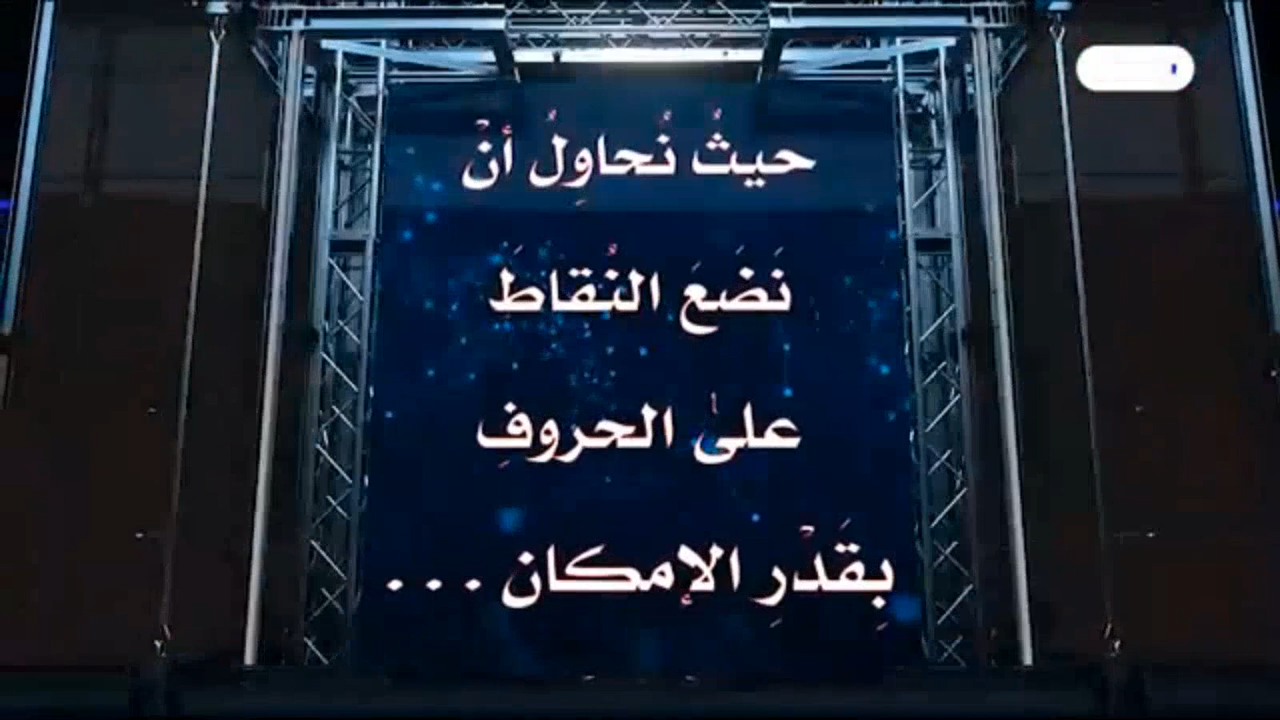 حيثُ نُحاوِلُ أنْ
نَضَعَ النُقاطَ
على الحروفِ
بِقَدْرِ الإمكان . . .